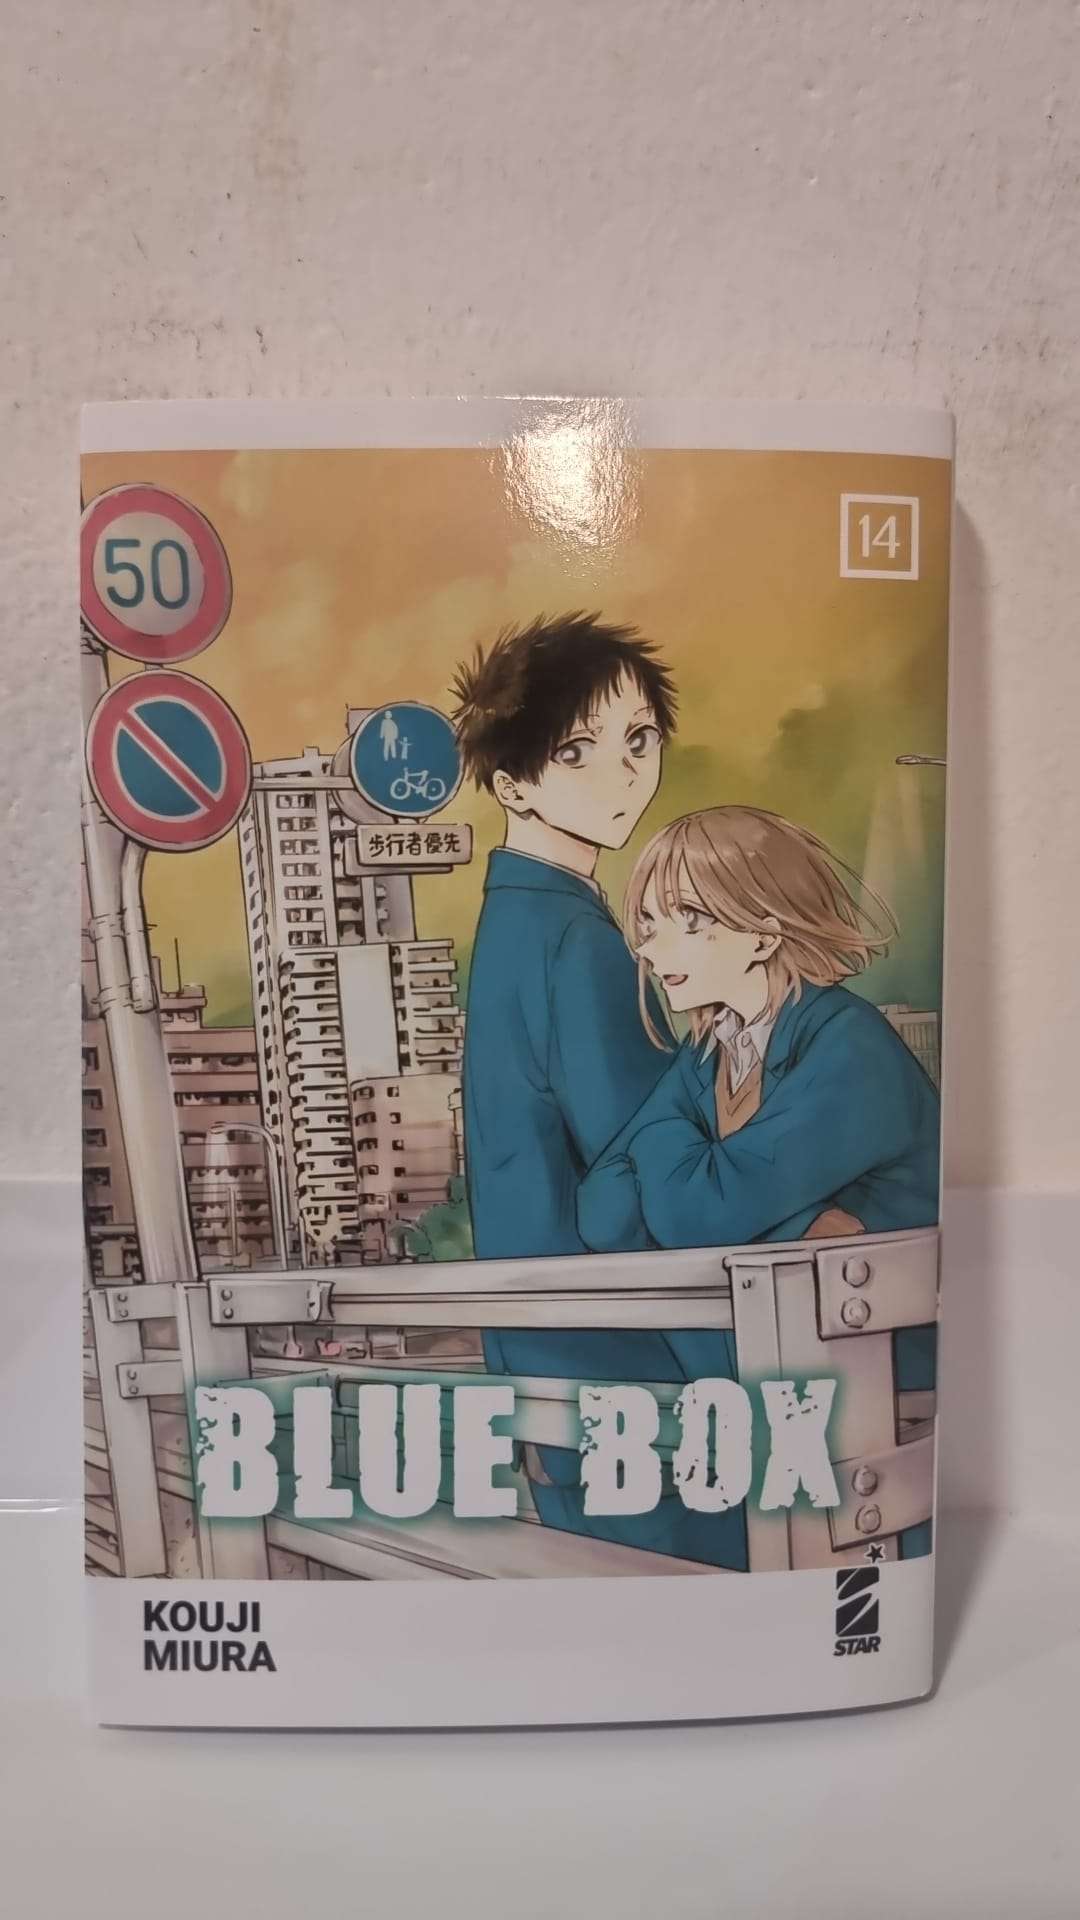 50
14
歩行者優先
BLUE BOX
KOUJI
MIURA
STAR